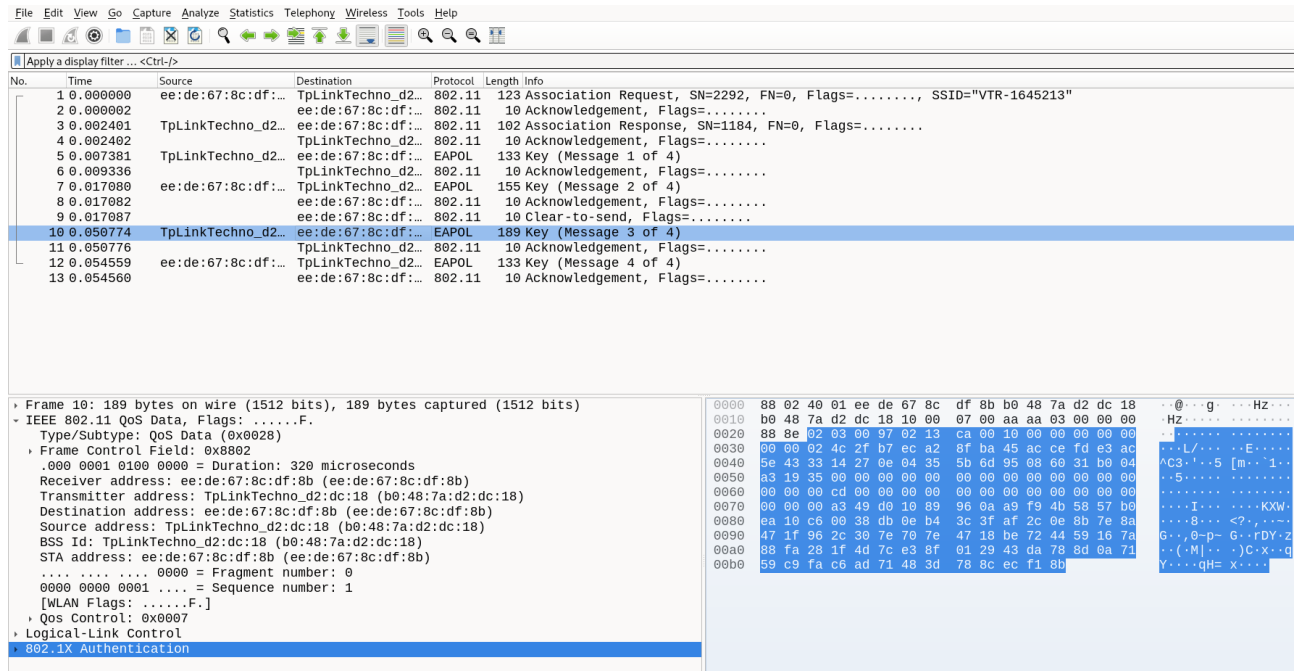 File Edit View Go Capture Analyze Statistics Telephony Wireless Tools Help
Apply a display filter ... <Ctrl-/>
No. Time Source Destination Protocol Length Info
1 0.000000 ee:de:67:8c:df:… TpLinkTechno_d2… 802.11 123 Association Request, SN=2292, FN=0, Flags=........, SSID="VTR-1645213"
2 0.000002 ee:de:67:8c:df:… 802.11 10 Acknowledgement, Flags=........
3 0.002401 TpLinkTechno_d2… ee:de:67:8c:df:… 802.11 102 Association Response, SN=1184, FN=0, Flags=........
4 0.002402 TpLinkTechno_d2… 802.11 10 Acknowledgement, Flags=........
5 0.007381 TpLinkTechno_d2… ee:de:67:8c:df:… EAPOL 133 Key (Message 1 of 4)
6 0.009336 TpLinkTechno_d2… 802.11 10 Acknowledgement, Flags=........
7 0.017080 ee:de:67:8c:df:… TpLinkTechno_d2… EAPOL 155 Key (Message 2 of 4)
8 0.017082 ee:de:67:8c:df:… 802.11 10 Acknowledgement, Flags=........
9 0.017087 ee:de:67:8c:df:… 802.11 10 Clear-to-send, Flags=........
10 0.050774 TpLinkTechno_d2… ee:de:67:8c:df:… EAPOL 189 Key (Message 3 of 4)
11 0.050776 TpLinkTechno_d2… 802.11 10 Acknowledgement, Flags=........
12 0.054559 ee:de:67:8c:df:… TpLinkTechno_d2… EAPOL 133 Key (Message 4 of 4)
13 0.054560 ee:de:67:8c:df:… 802.11 10 Acknowledgement, Flags=........
Frame 10: 189 bytes on wire (1512 bits), 189 bytes captured (1512 bits)
IEEE 802.11 QoS Data, Flags: ......F.
Type/Subtype: QoS Data (0x0028)
Frame Control Field: 0x8802
.000 0001 0100 0000 = Duration: 320 microseconds
Receiver address: ee:de:67:8c:df:8b (ee:de:67:8c:df:8b)
Transmitter address: TpLinkTechno_d2:dc:18 (b0:48:7a:d2:dc:18)
Destination address: ee:de:67:8c:df:8b (ee:de:67:8c:df:8b)
Source address: TpLinkTechno_d2:dc:18 (b0:48:7a:d2:dc:18)
BSS Id: TpLinkTechno_d2:dc:18 (b0:48:7a:d2:dc:18)
STA address: ee:de:67:8c:df:8b (ee:de:67:8c:df:8b)
.... .... .... 0000 = Fragment number: 0
0000 0000 0001 .... = Sequence number: 1
[WLAN Flags: ......F.]
Qos Control: 0x0007
Logical-Link Control
802.1X Authentication
0000 88 02 40 01 ee de 67 8c df 8b b0 48 7a d2 dc 18 ··@···g· ···Hz···
0010 b0 48 7a d2 dc 18 10 00 07 00 aa aa 03 00 00 00 ·Hz····· ········
0020 88 8e 02 03 00 97 02 13 ca 00 10 00 00 00 00 00 ········ ········
0030 00 00 02 4c 2f b7 ec a2 8f ba 45 ac ce fd e3 ac ···L/··· ··E·····
0040 5e 43 33 14 27 0e 04 35 5b 6d 95 08 60 31 b0 04 ^C3·'··5 [m··`1··
0050 a3 19 35 00 00 00 00 00 00 00 00 00 00 00 00 00 ··5····· ········
0060 00 00 00 cd 00 00 00 00 00 00 00 00 00 00 00 00 ········ ········
0070 00 00 00 a3 49 d0 10 89 96 0a a9 f9 4b 58 57 b0 ····I··· ····KXW·
0080 ea 10 c6 00 38 db 0e b4 3c 3f af 2c 0e 8b 7e 8a ····8··· <?·,··~·
0090 47 1f 96 2c 30 7e 70 7e 47 18 be 72 44 59 16 7a G··,0~p~ G··rDY·z
00a0 88 fa 28 1f 4d 7c e3 8f 01 29 43 da 78 8d 0a 71 ··(·M|·· ·)C·x··q
00b0 59 c9 fa c6 ad 71 48 3d 78 8c ec f1 8b Y····qH= x····